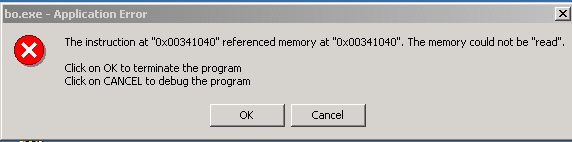 bo.exe - Application Error
The instruction at "0x00341040" referenced memory at "0x00341040". The memory could not be "read".
Click on OK to terminate the program
Click on CANCEL to debug the program
OK Cancel